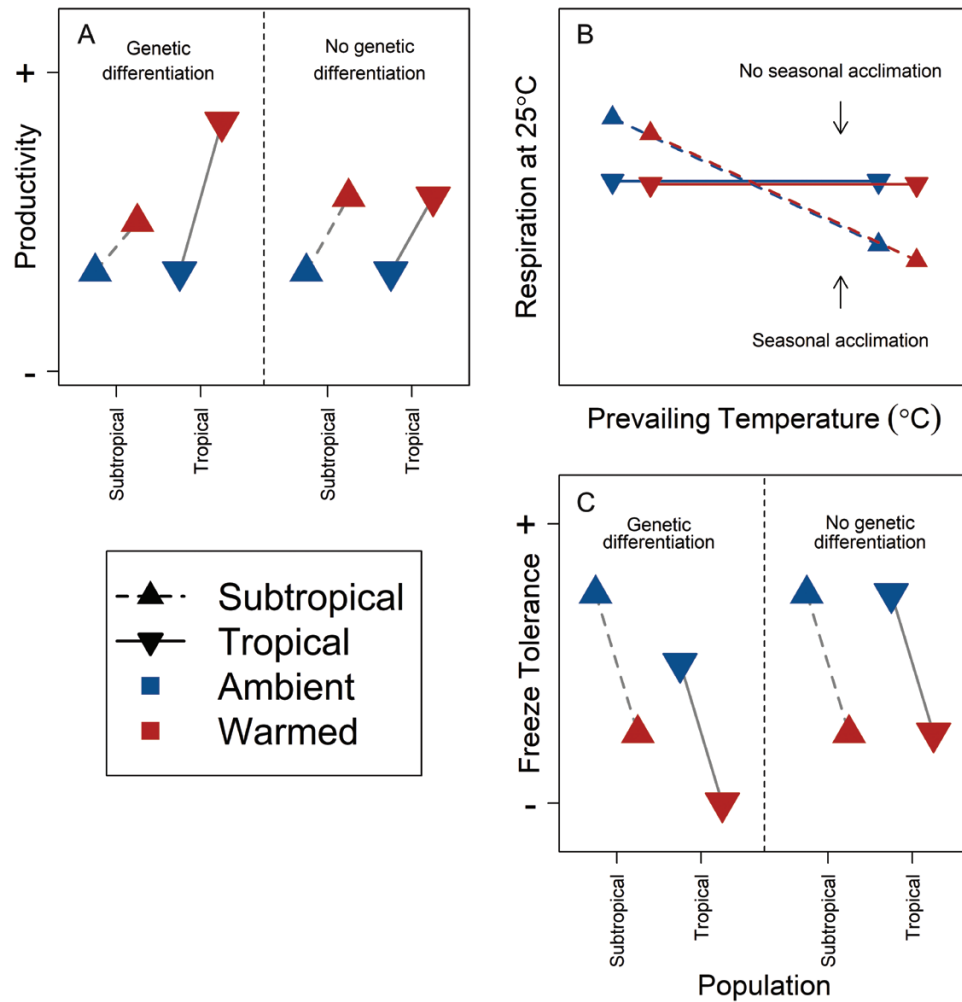 A
Genetic
differentiation
No genetic
differentiation
+
-
Productivity
Subtropical
Tropical
Subtropical
Tropical
B
No seasonal acclimation
Seasonal acclimation
Respiration at 25°C
Prevailing Temperature (°C)
Subtropical
Tropical
Ambient
Warmed
C
Genetic
differentiation
No genetic
differentiation
+
-
Freeze Tolerance
Subtropical
Tropical
Subtropical
Tropical
Population